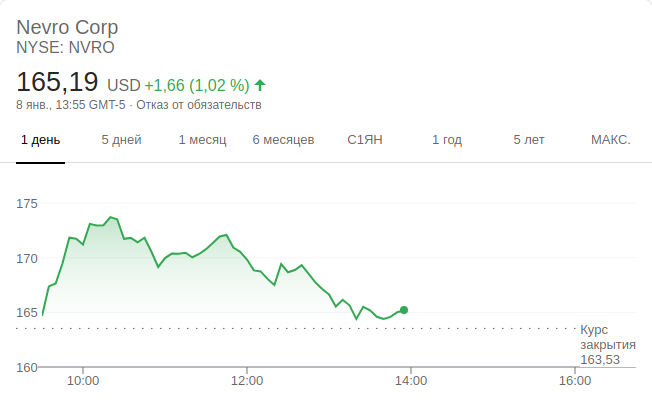 Nevro Corp
NYSE: NVRO
165,19 USD +1,66 (1,02 %)
8 янв., 13:55 GMT-5 · Отказ от обязательств
1 день 5 дней 1 месяц 6 месяцев С1ЯН 1 год 5 лет МАКС.
175
170
165
Курс
закрытия
163,53
160
10:00 12:00 14:00 16:00